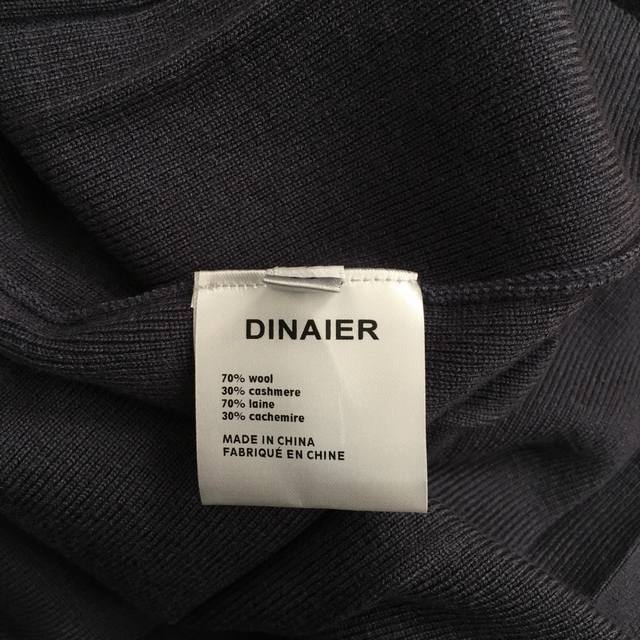 DINAIER
70% wool
30% cashmere
70% laine
30% cachemire
MADE IN CHINA
FABRIQUÉ EN CHINE